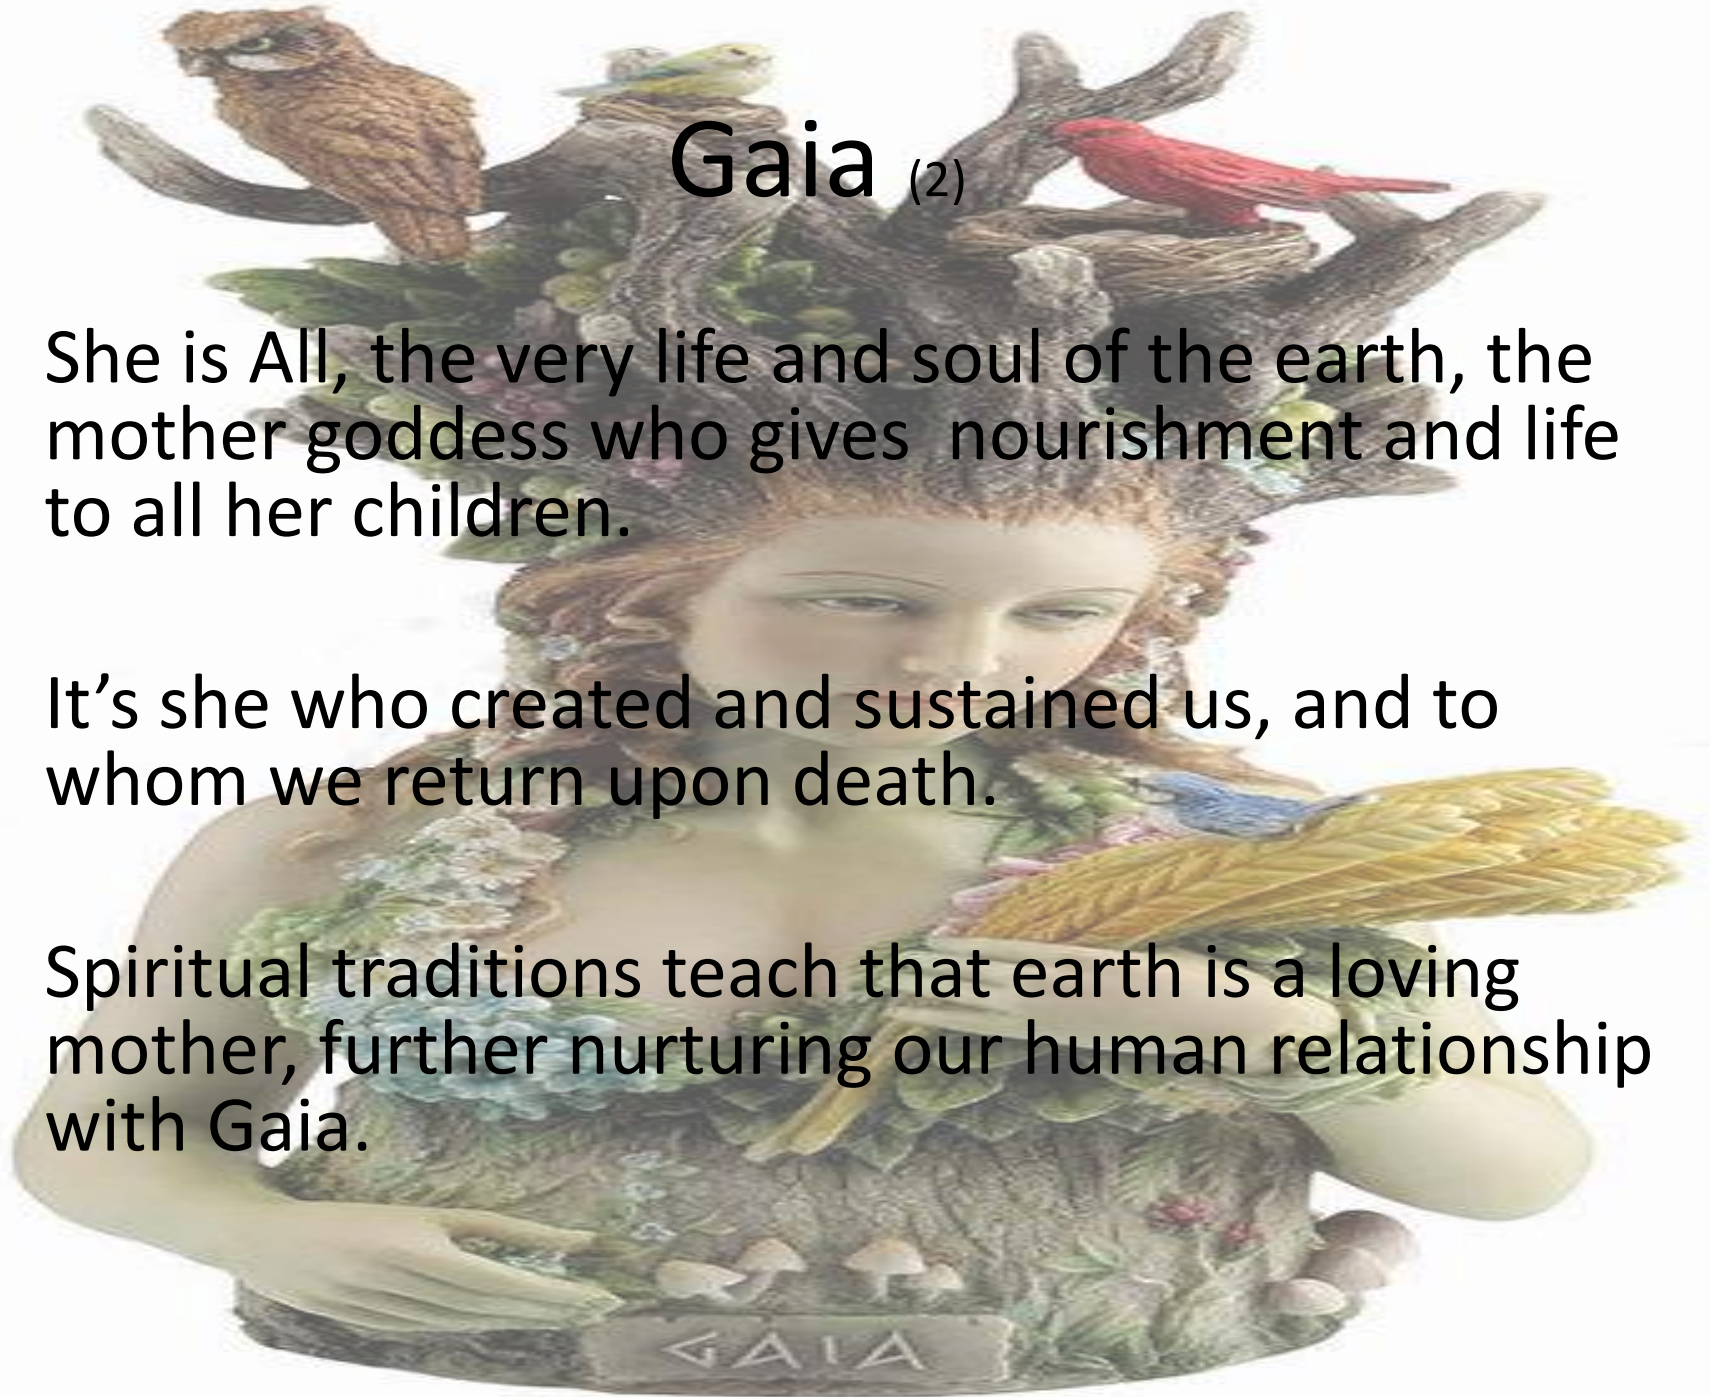 Gaia (2)
She is All, the very life and soul of the earth, the
mother goddess who gives  nourishment and life
to all her children.
It’s she who created and sustained us, and to
whom we return upon death.
Spiritual traditions teach that earth is a loving
mother, further nurturing our human relationship
with Gaia.
GAIA